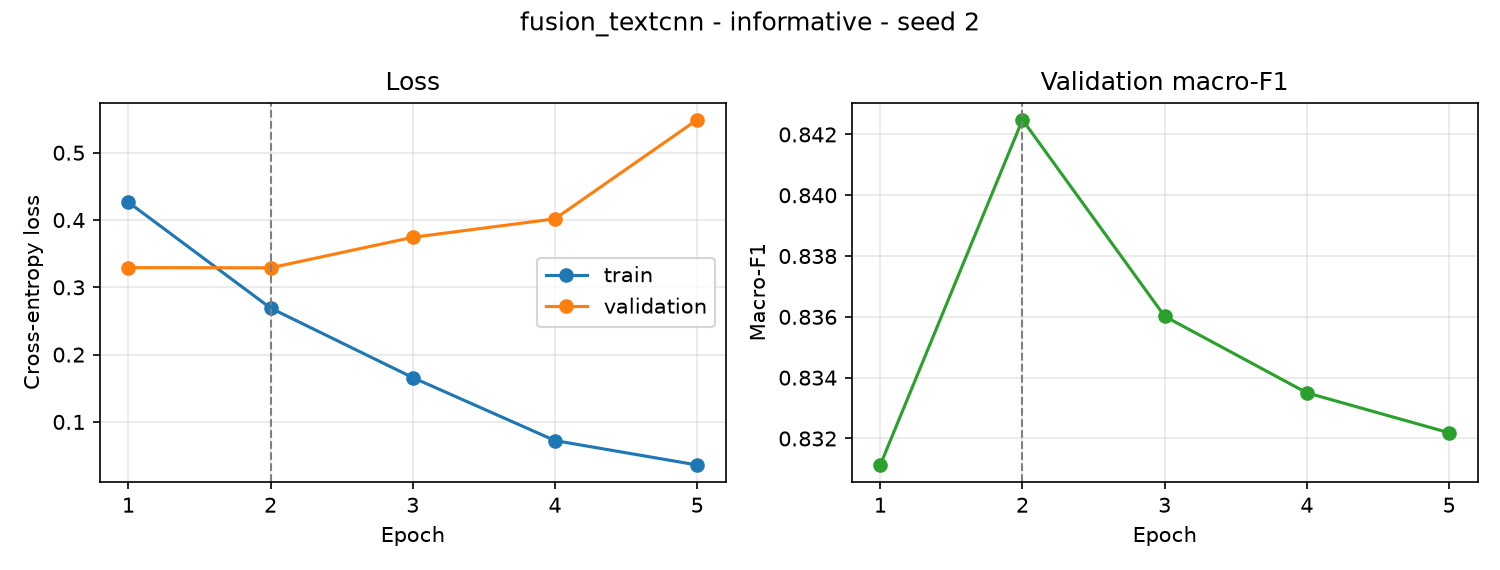 fusion_textcnn - informative - seed 2
Loss
Cross-entropy loss
0.5
0.4
0.3
0.2
0.1
train
validation
1 2 3 4 5
Epoch
Validation macro-F1
Macro-F1
0.842
0.840
0.838
0.836
0.834
0.832
1 2 3 4 5
Epoch